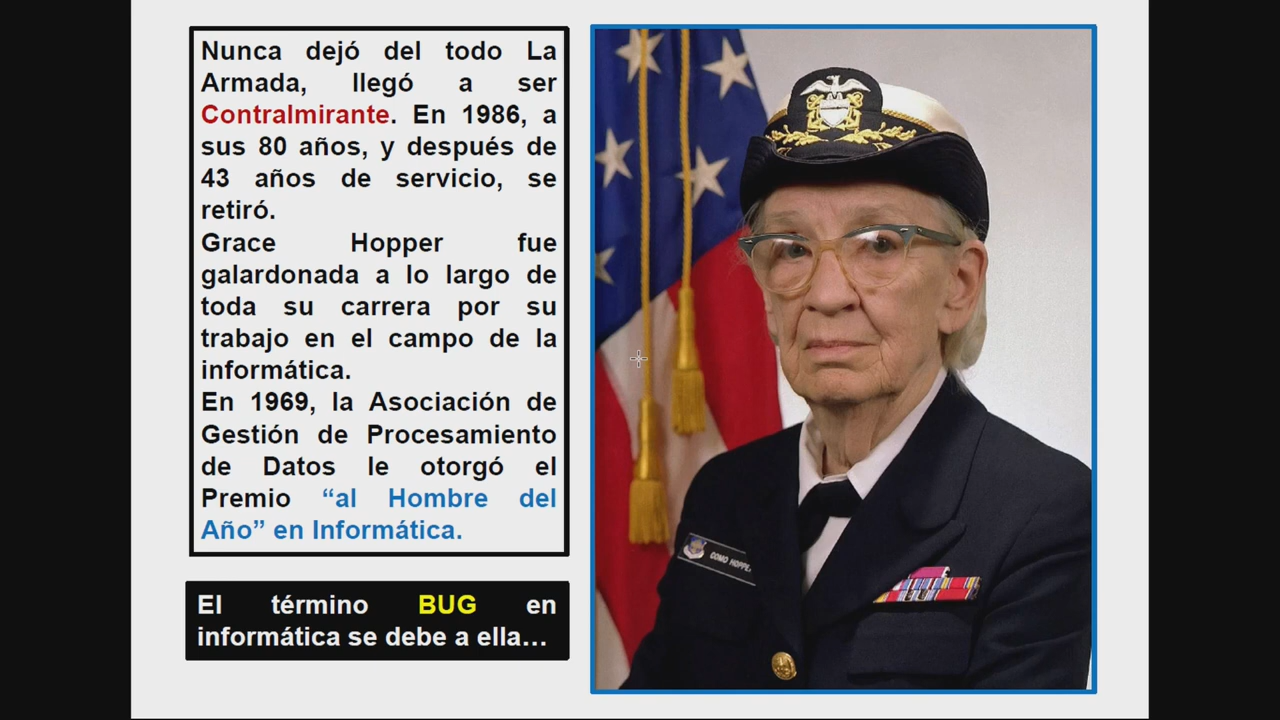 Nunca dejó del todo La
Armada, llegó a ser
Contralmirante. En 1986, a
sus 80 años, y después de
43 años de servicio, se
retiró.
Grace Hopper fue
galardonada a lo largo de
toda su carrera por su
trabajo en el campo de la
informática.
En 1969, la Asociación de
Gestión de Procesamiento
de Datos le otorgó el
Premio “al Hombre del
Año” en Informática.
El término BUG en
informática se debe a ella…
COMO HOPPER